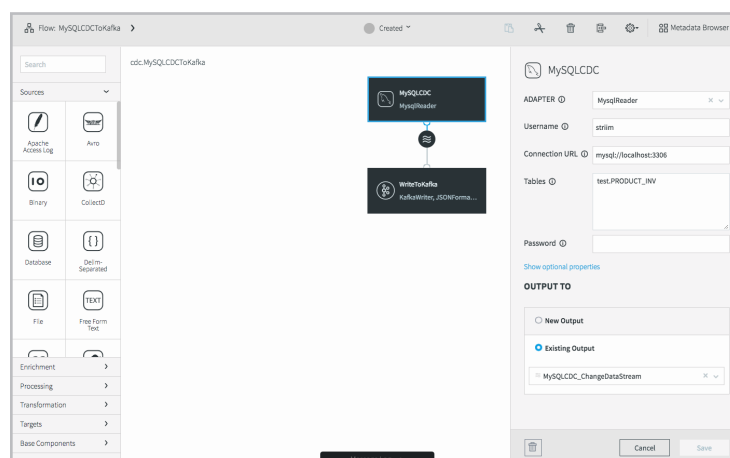 Flow: MySQLCDCToKafka
Created
Metadata Browser
Search
Sources
Apache
Access Log
Avro
Binary
CollectD
Database
{ }
Delim-
Separated
File
TEXT
Free Form
Text
Enrichment
Processing
Transformation
Targets
Base Components
cdc.MySQLCDCToKafka
MySQLCDC
MysqlReader
WriteToKafka
KafkaWriter, JSONForma...
MySQLCDC
ADAPTER
MysqlReader
Username
striim
Connection URL
mysql://localhost:3306
Tables
test.PRODUCT_INV
Password
Show optional properties
OUTPUT TO
New Output
Existing Output
MySQLCDC_ChangeDataStream
Cancel
Save